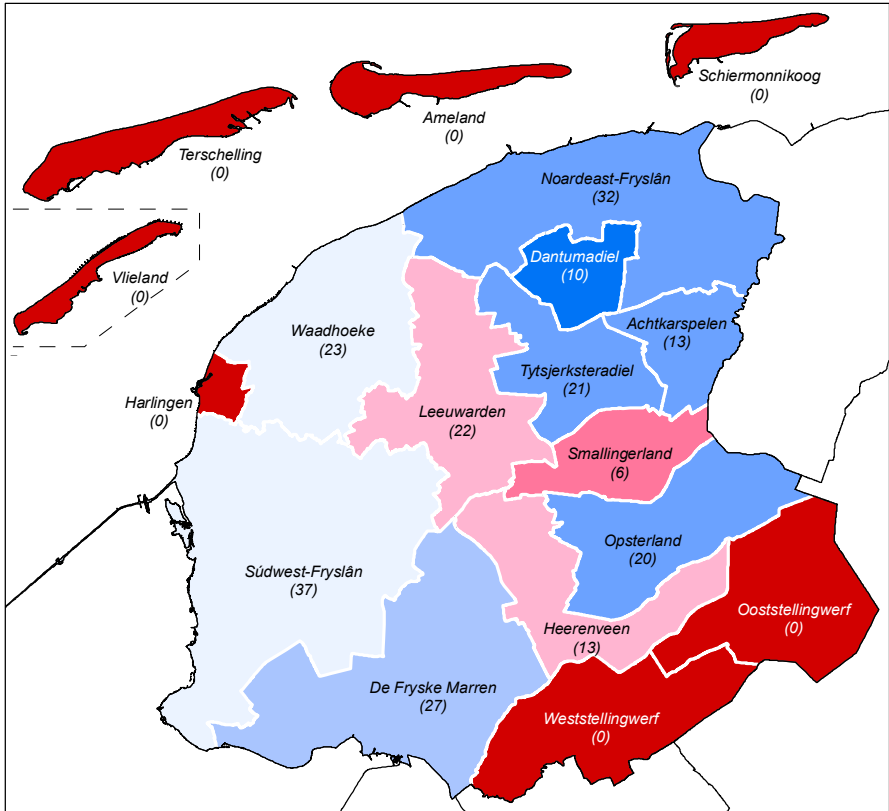 Schiermonnikoog
(0)
Ameland
(0)
Terschelling
(0)
Noardeast-Fryslân
(32)
Dantumadiel
(10)
Vlieland
(0)
Waadhoeke
(23)
Achtkarspelen
(13)
Tytsjerksteradiel
(21)
Harlingen
(0)
Leeuwarden
(22)
Smallingerland
(6)
Opsterland
(20)
Súdwest-Fryslân
(37)
Ooststellingwerf
(0)
Heerenveen
(13)
De Fryske Marren
(27)
Weststellingwerf
(0)